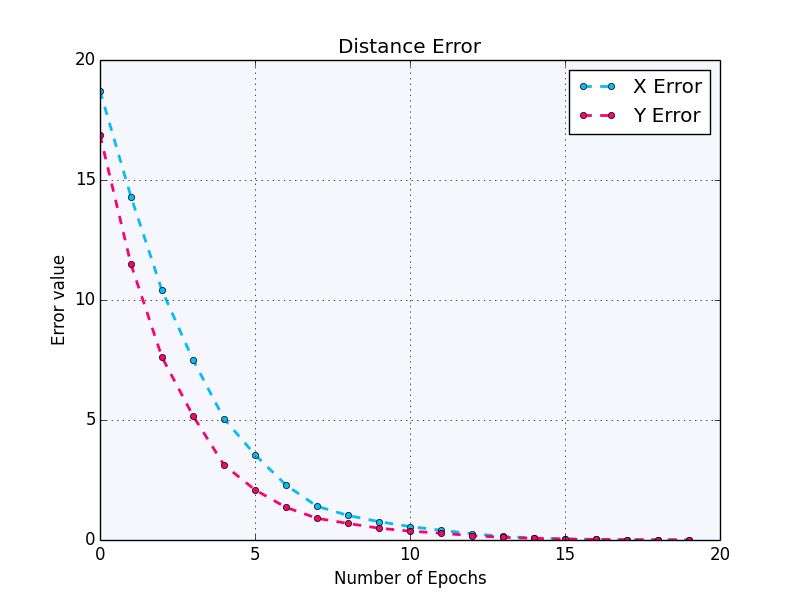 Distance Error
20
15
10
5
0
Error value
X Error
Y Error
0 5 10 15 20
Number of Epochs